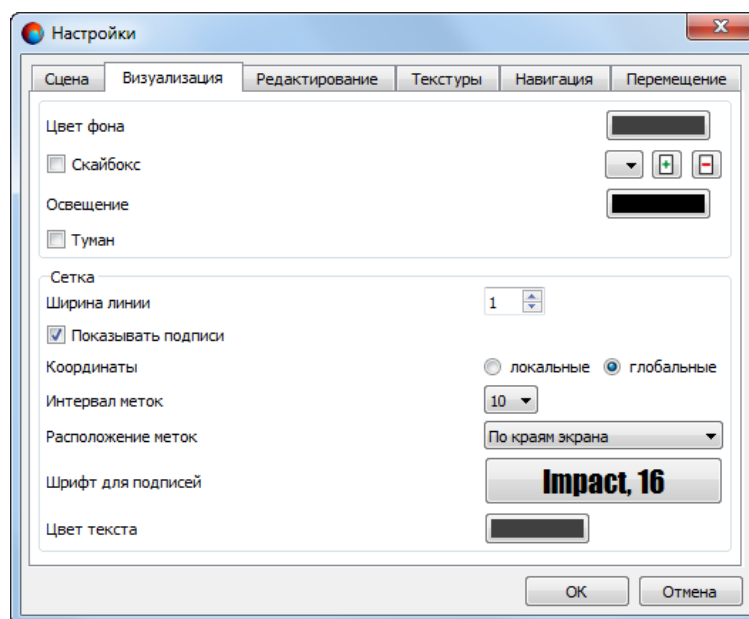 Настройки
Сцена Визуализация Редактирование Текстуры Навигация Перемещение
Цвет фона
Скайбокс
Освещение
Туман
Сетка
Ширина линии 1
Показывать подписи
Координаты локальные глобальные
Интервал меток 10
Расположение меток По краям экрана
Шрифт для подписей Impact, 16
Цвет текста
OK Отмена